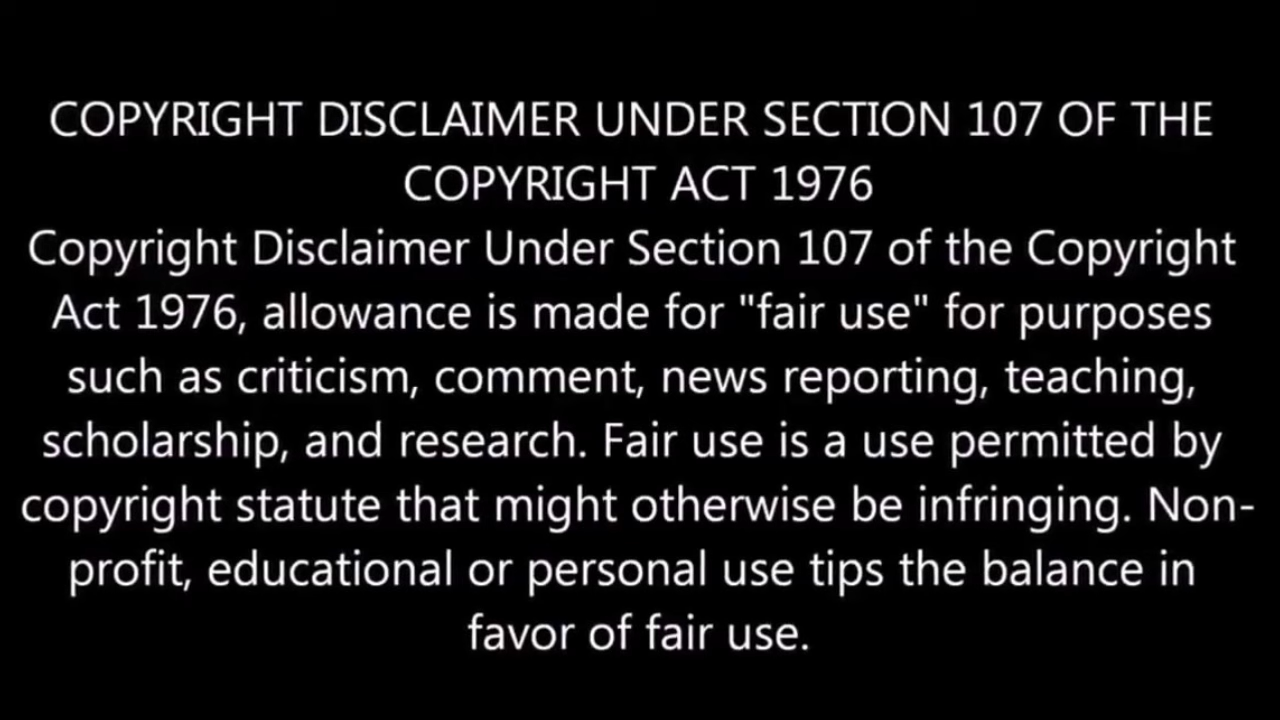 COPYRIGHT DISCLAIMER UNDER SECTION 107 OF THE
COPYRIGHT ACT 1976
Copyright Disclaimer Under Section 107 of the Copyright
Act 1976, allowance is made for "fair use" for purposes
such as criticism, comment, news reporting, teaching,
scholarship, and research. Fair use is a use permitted by
copyright statute that might otherwise be infringing. Non-
profit, educational or personal use tips the balance in
favor of fair use.